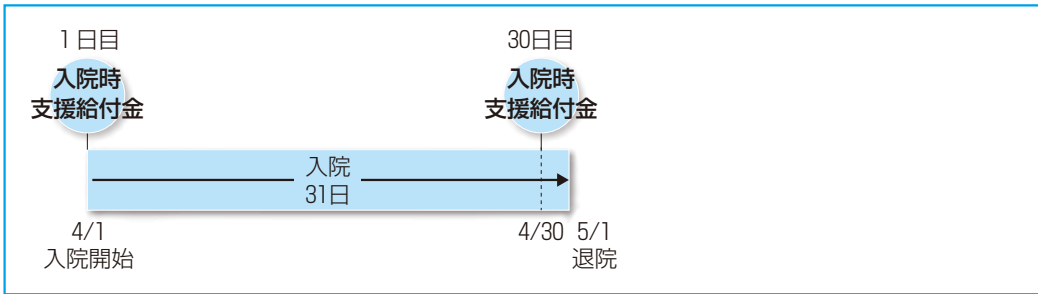 1日目
30日目
入院時
支援給付金
入院時
支援給付金
入院
31日
4/1
入院開始
4/30
5/1
退院